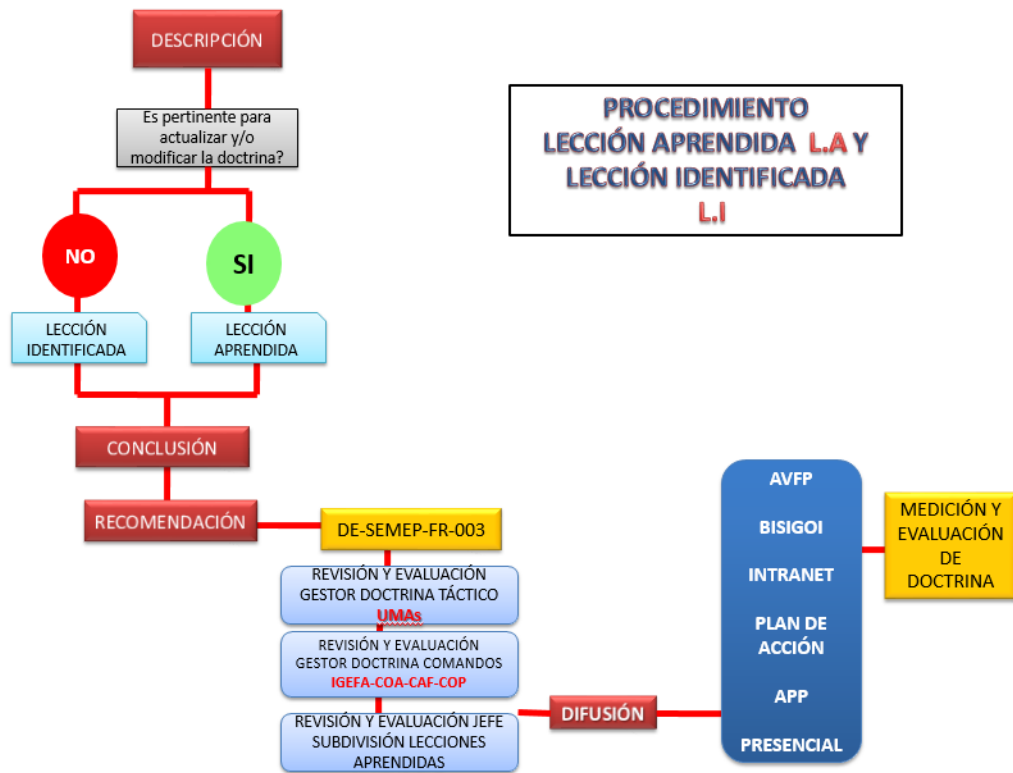 DESCRIPCIÓN
Es pertinente para
actualizar y/o
modificar la doctrina?
PROCEDIMIENTO
LECCIÓN APRENDIDA L.A Y
LECCIÓN IDENTIFICADA
L.I
NO
SI
LECCIÓN
IDENTIFICADA
LECCIÓN
APRENDIDA
CONCLUSIÓN
RECOMENDACIÓN
DE-SEMEP-FR-003
REVISIÓN Y EVALUACIÓN
GESTOR DOCTRINA TÁCTICO
UMAs
REVISIÓN Y EVALUACIÓN
GESTOR DOCTRINA COMANDOS
IGEFA-COA-CAF-COP
REVISIÓN Y EVALUACIÓN JEFE
SUBDIVISIÓN LECCIONES
APRENDIDAS
DIFUSIÓN
AVFP
BISIGOI
INTRANET
PLAN DE
ACCIÓN
APP
PRESENCIAL
MEDICIÓN Y
EVALUACIÓN
DE
DOCTRINA